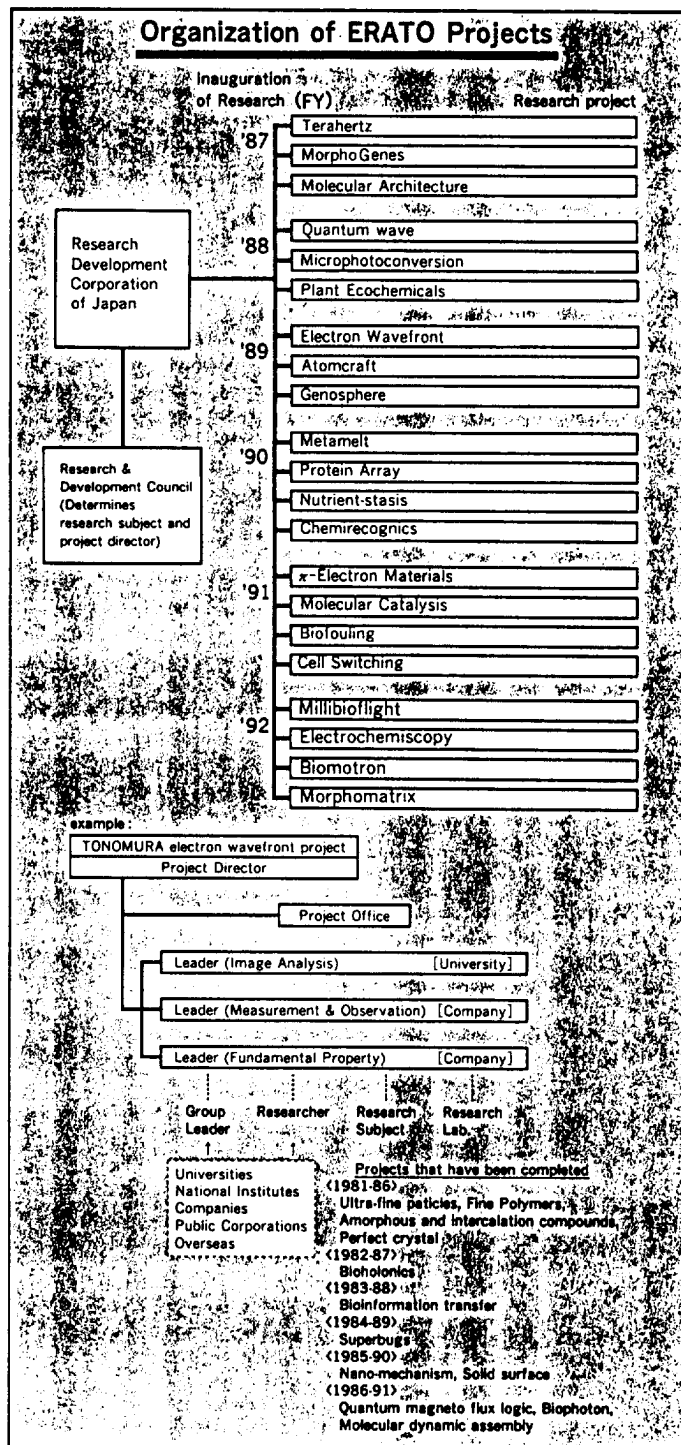 Organization of ERATO Projects
Inauguration
of Research (FY)
Research project
'87
Terahertz
MorphoGenes
Molecular Architecture
Research
Development
Corporation
of Japan
'88
Quantum wave
Microphotoconversion
Plant Ecochemicals
'89
Electron Wavefront
Atomcraft
Genosphere
Research &
Development Council
(Determines
research subject and
project director)
'90
Metamelt
Protein Array
Nutrient-stasis
Chemirecognics
'91
π-Electron Materials
Molecular Catalysis
Biofouling
Cell Switching
'92
Millibioflight
Electrochemiscopy
Biomotron
Morphomatrix
example:
TONOMURA electron wavefront project
Project Director
Project Office
Leader (Image Analysis) [University]
Leader (Measurement & Observation) [Company]
Leader (Fundamental Property) [Company]
Group
Leader
Researcher
Research
Subject
Research
Lab.
Universities
National Institutes
Companies
Public Corporations
Overseas
Projects that have been completed
<1981-86>
Ultra-fine paticies, Fine Polymers,
Amorphous and intercalation compounds,
Perfect crystal
<1982-87>
Bioholonics
<1983-88>
Bioinformation transfer
<1984-89>
Superbugs
<1985-90>
Nano-mechanism, Solid surface
<1986-91>
Quantum magneto flux logic, Biophoton,
Molecular dynamic assembly